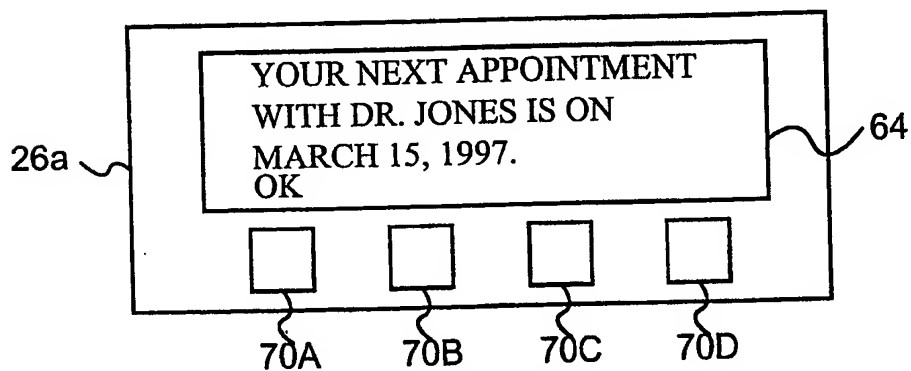 YOUR NEXT APPOINTMENT
WITH DR. JONES IS ON
MARCH 15, 1997.
OK
26a
64
70A 70B 70C 70D